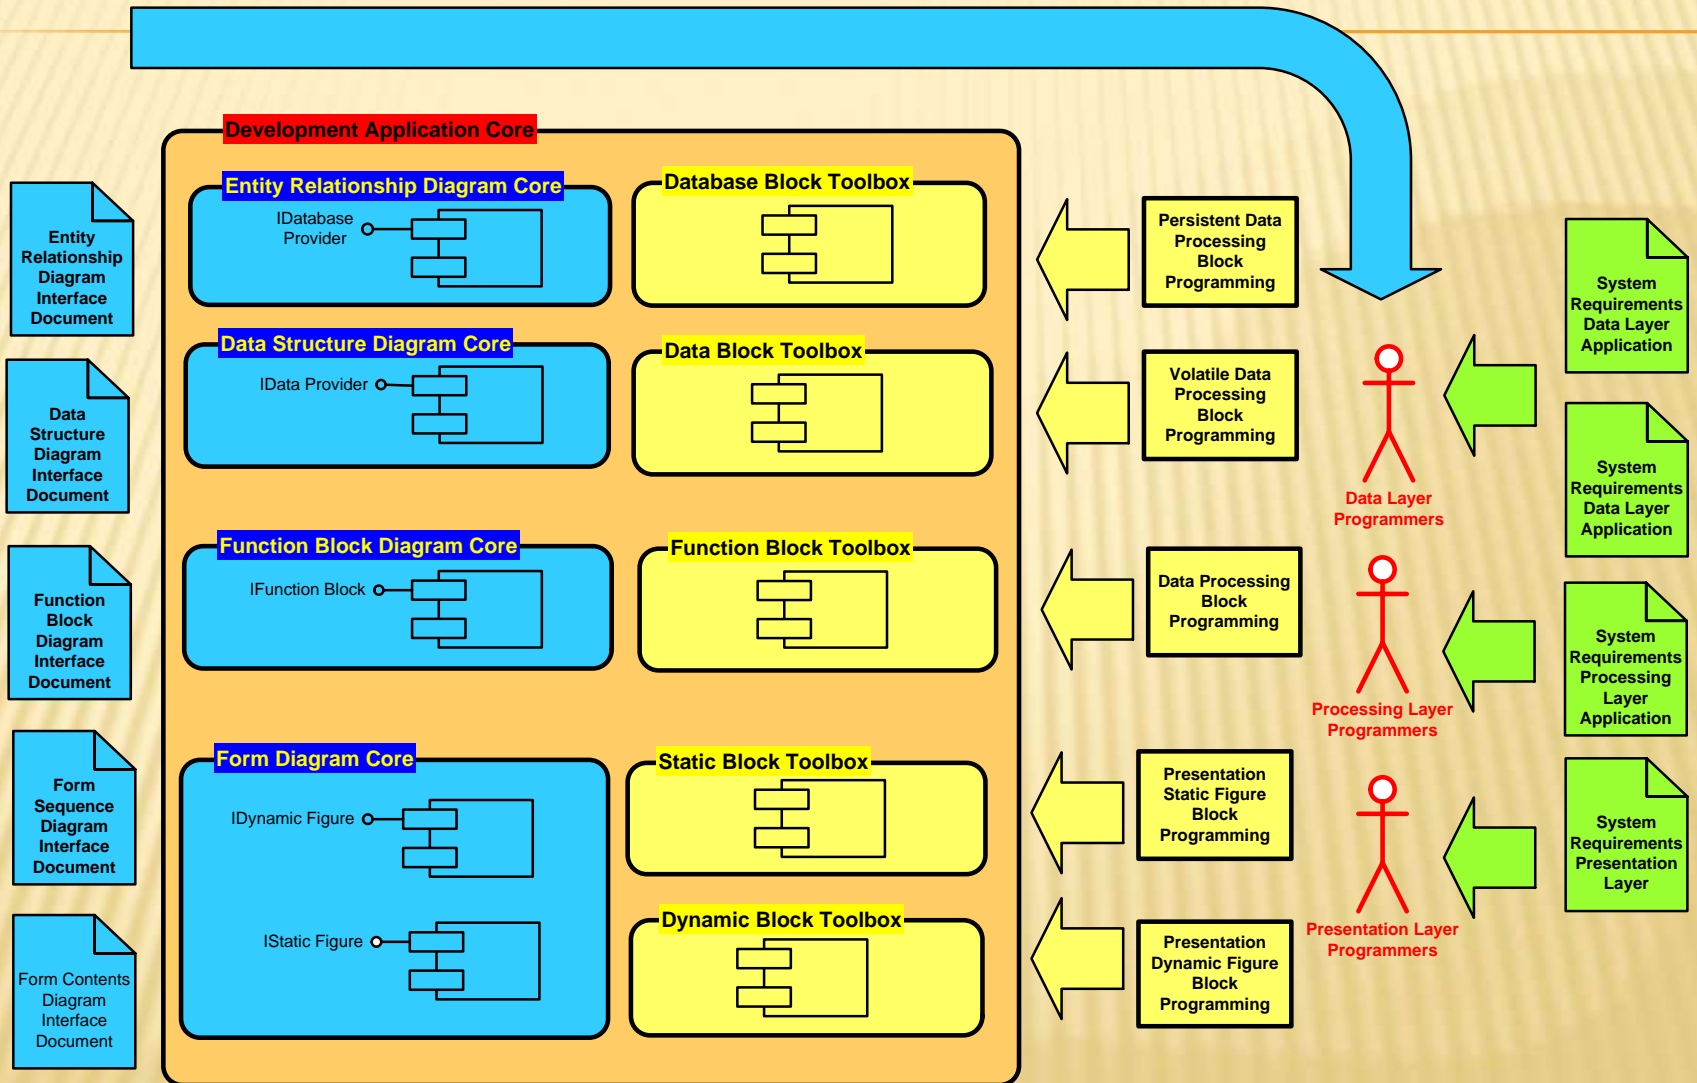 Development Application Core
Entity Relationship Diagram Core
IDatabase
Provider
Database Block Toolbox
Data Structure Diagram Core
IData Provider
Data Block Toolbox
Function Block Diagram Core
IFunction Block
Function Block Toolbox
Form Diagram Core
IDynamic Figure
IStatic Figure
Static Block Toolbox
Dynamic Block Toolbox
Entity
Relationship
Diagram
Interface
Document
Data
Structure
Diagram
Interface
Document
Function
Block
Diagram
Interface
Document
Form
Sequence
Diagram
Interface
Document
Form Contents
Diagram
Interface
Document
Persistent Data
Processing
Block
Programming
Volatile Data
Processing
Block
Programming
Data Processing
Block
Programming
Presentation
Static Figure
Block
Programming
Presentation
Dynamic Figure
Block
Programming
Data Layer
Programmers
Processing Layer
Programmers
Presentation Layer
Programmers
System
Requirements
Data Layer
Application
System
Requirements
Data Layer
Application
System
Requirements
Processing
Layer
Application
System
Requirements
Presentation
Layer